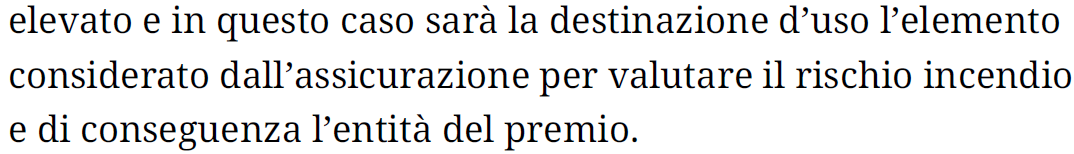 elevato e in questo caso sarà la destinazione d’uso l’elemento
considerato dall’assicurazione per valutare il rischio incendio
e di conseguenza l’entità del premio.